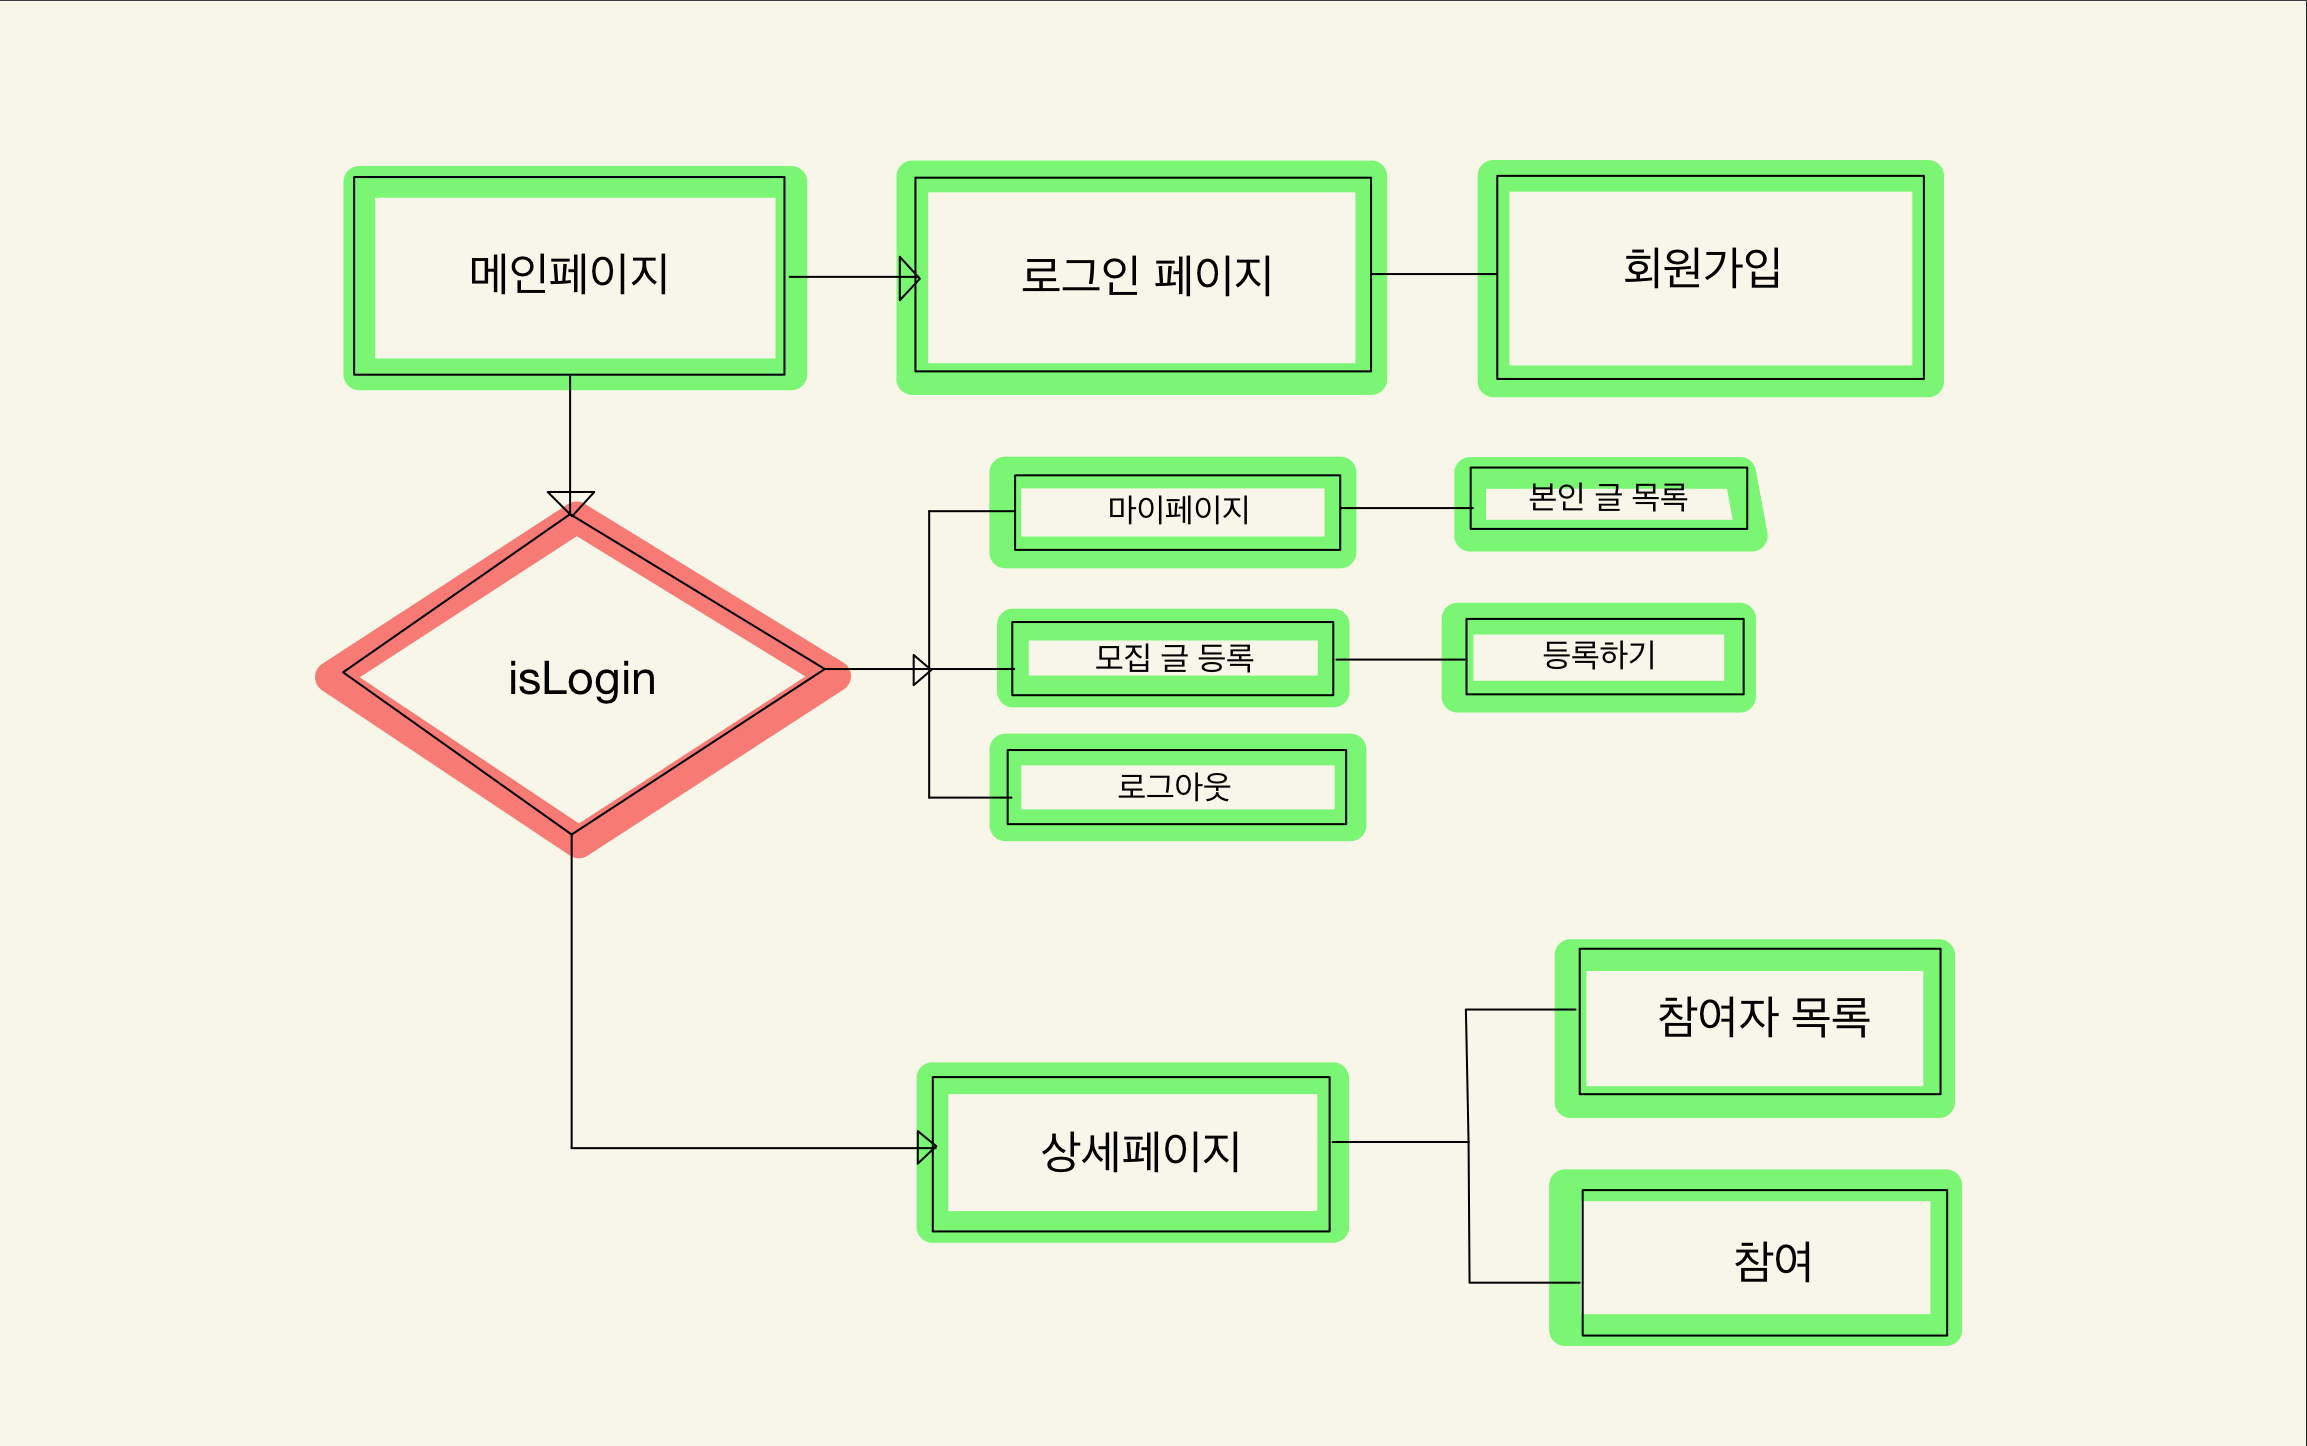 메인페이지
로그인 페이지
회원가입
마이페이지
본인 글 목록
isLogin
모집 글 등록
등록하기
로그아웃
참여자 목록
상세페이지
참여